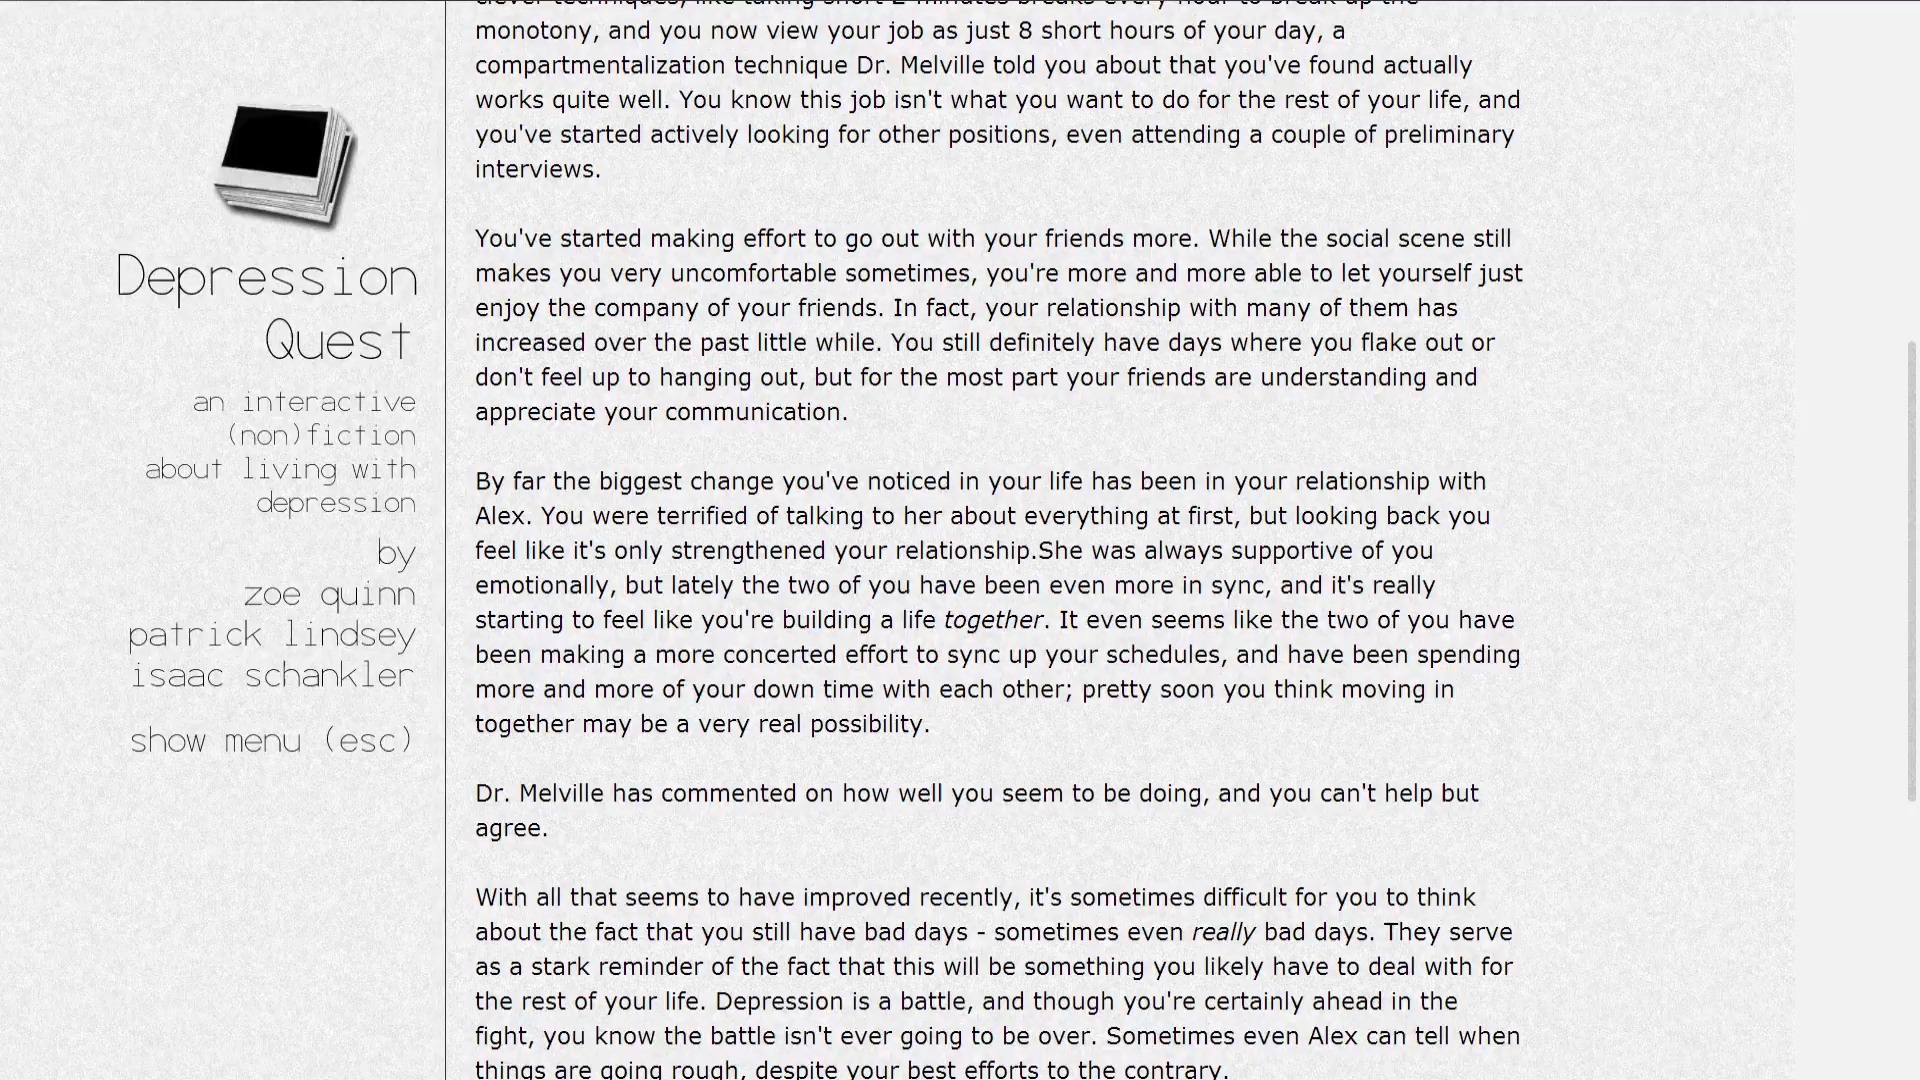 clever techniques, like taking short 2 minutes breaks every hour to break up the
monotony, and you now view your job as just 8 short hours of your day, a
compartmentalization technique Dr. Melville told you about that you've found actually
works quite well. You know this job isn't what you want to do for the rest of your life, and
you've started actively looking for other positions, even attending a couple of preliminary
interviews.
You've started making effort to go out with your friends more. While the social scene still
makes you very uncomfortable sometimes, you're more and more able to let yourself just
enjoy the company of your friends. In fact, your relationship with many of them has
increased over the past little while. You still definitely have days where you flake out or
don't feel up to hanging out, but for the most part your friends are understanding and
appreciate your communication.
By far the biggest change you've noticed in your life has been in your relationship with
Alex. You were terrified of talking to her about everything at first, but looking back you
feel like it's only strengthened your relationship.She was always supportive of you
emotionally, but lately the two of you have been even more in sync, and it's really
starting to feel like you're building a life together. It even seems like the two of you have
been making a more concerted effort to sync up your schedules, and have been spending
more and more of your down time with each other; pretty soon you think moving in
together may be a very real possibility.
Dr. Melville has commented on how well you seem to be doing, and you can't help but
agree.
With all that seems to have improved recently, it's sometimes difficult for you to think
about the fact that you still have bad days - sometimes even really bad days. They serve
as a stark reminder of the fact that this will be something you likely have to deal with for
the rest of your life. Depression is a battle, and though you're certainly ahead in the
fight, you know the battle isn't ever going to be over. Sometimes even Alex can tell when
things are going rough, despite your best efforts to the contrary.
Depression
Quest
an interactive
(non)fiction
about living with
depression
by
zoe quinn
patrick lindsey
isaac schankler
show menu (esc)